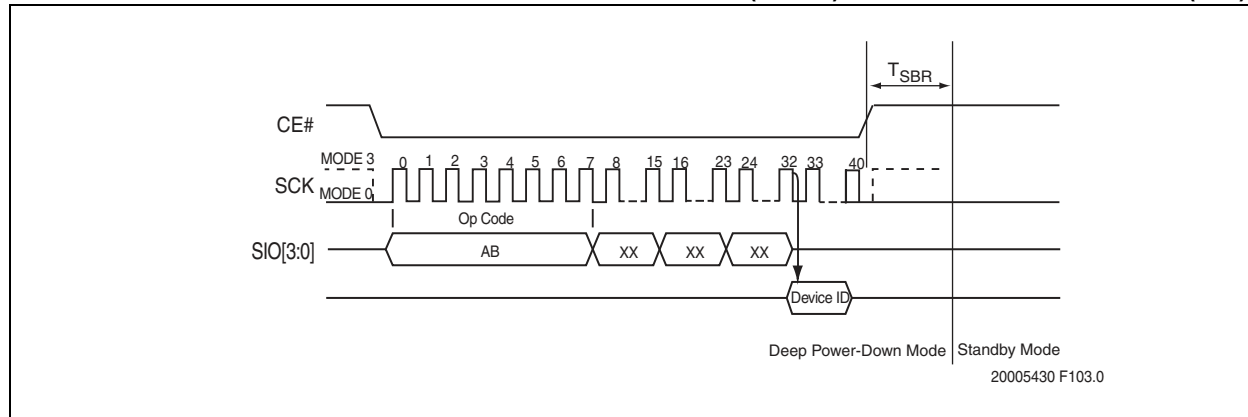 T_SBR
CE#
MODE 3
0 1 2 3 4 5 6 7 8 15 16 23 24 32 33 40
SCK
MODE 0
Op Code
SIO[3:0]
AB XX XX XX
Device ID
Deep Power-Down Mode Standby Mode
20005430 F103.0